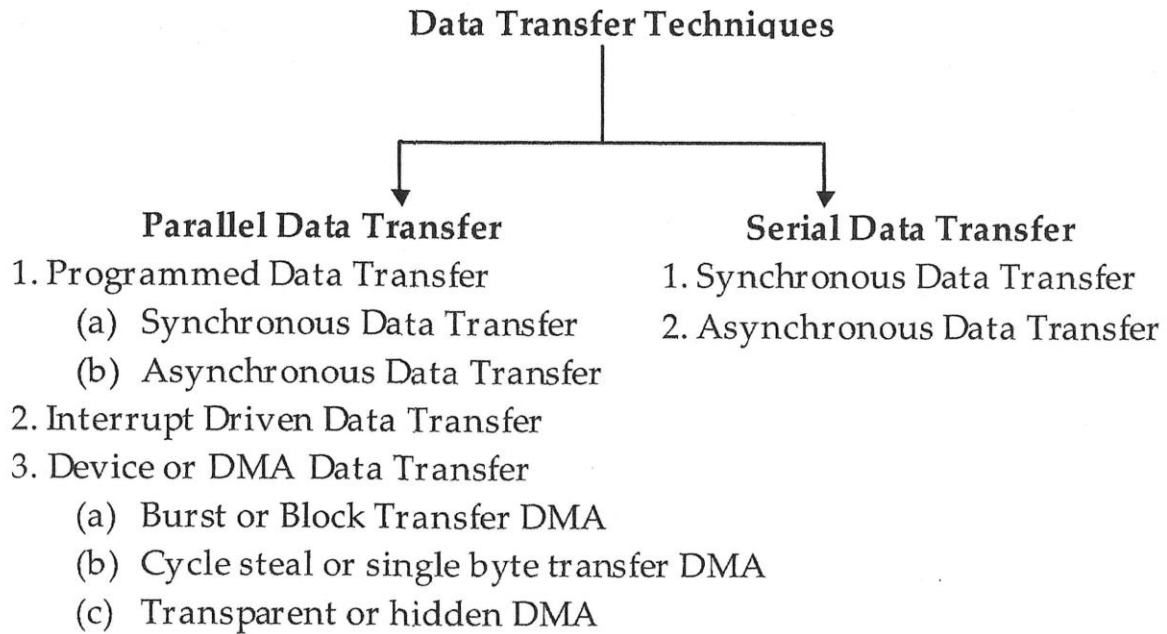 Data Transfer Techniques
Parallel Data Transfer
1. Programmed Data Transfer
(a) Synchronous Data Transfer
(b) Asynchronous Data Transfer
2. Interrupt Driven Data Transfer
3. Device or DMA Data Transfer
(a) Burst or Block Transfer DMA
(b) Cycle steal or single byte transfer DMA
(c) Transparent or hidden DMA
Serial Data Transfer
1. Synchronous Data Transfer
2. Asynchronous Data Transfer